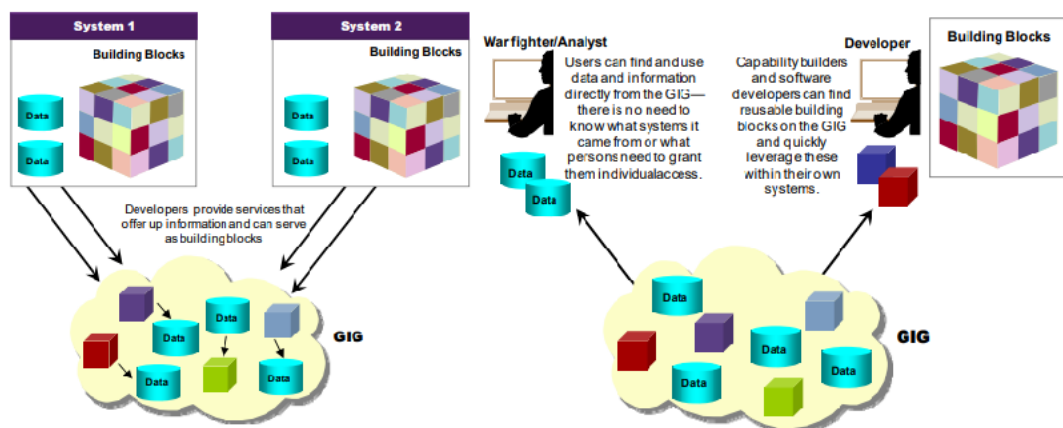 System 1
Building Blocks
Data
Data
System 2
Building Blocks
Data
Data
Developers provide services that
offer up information and can serve
as building blocks
Data
Data
Data
Data
GIG
Warfighter/Analyst
Users can find and use
data and information
directly from the GIG—
there is no need to
know what systems it
came from or what
persons need to grant
them individualaccess.
Data
Data
Developer
Capability builders
and software
developers can find
reusable building
blocks on the GIG
and quickly
leverage these
within their own
systems.
Building Blocks
Data
Data
Data
Data
GIG